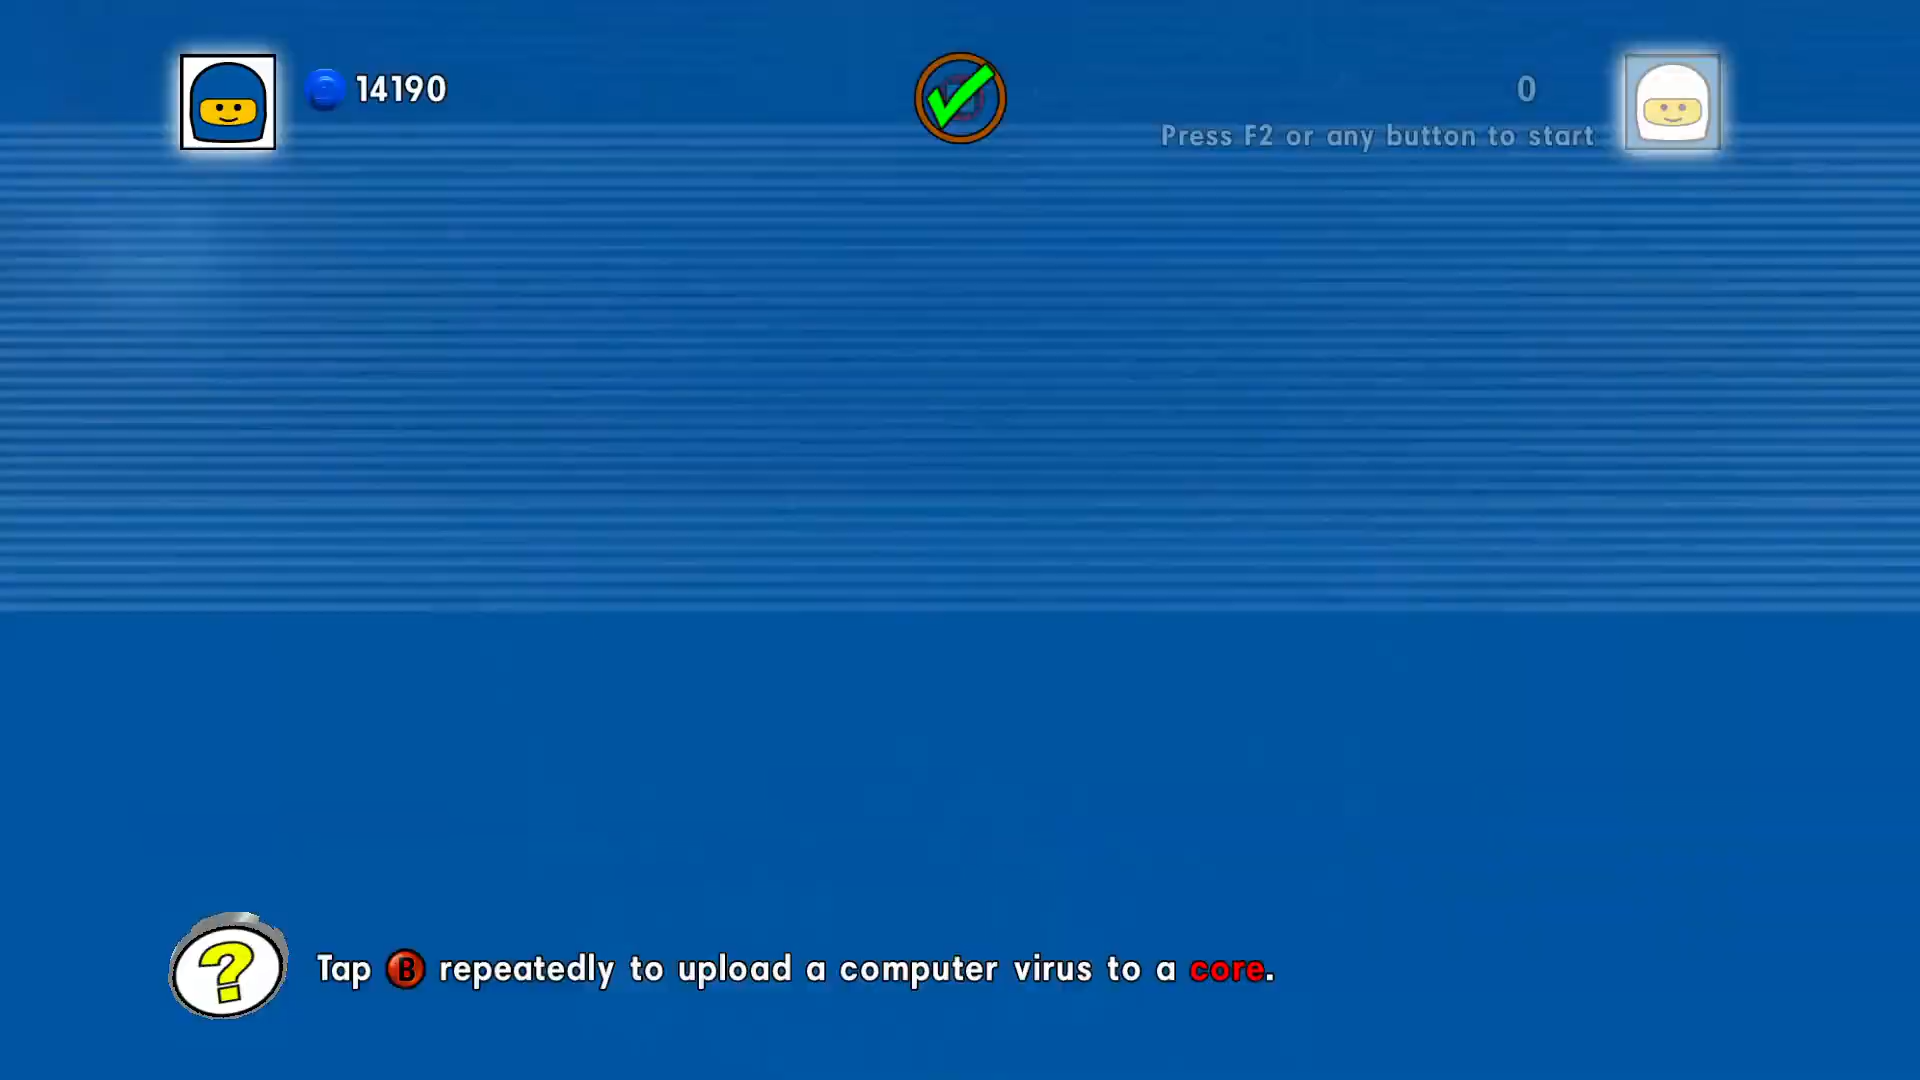 14190
0
Press F2 or any button to start
?
Tap B repeatedly to upload a computer virus to a core.